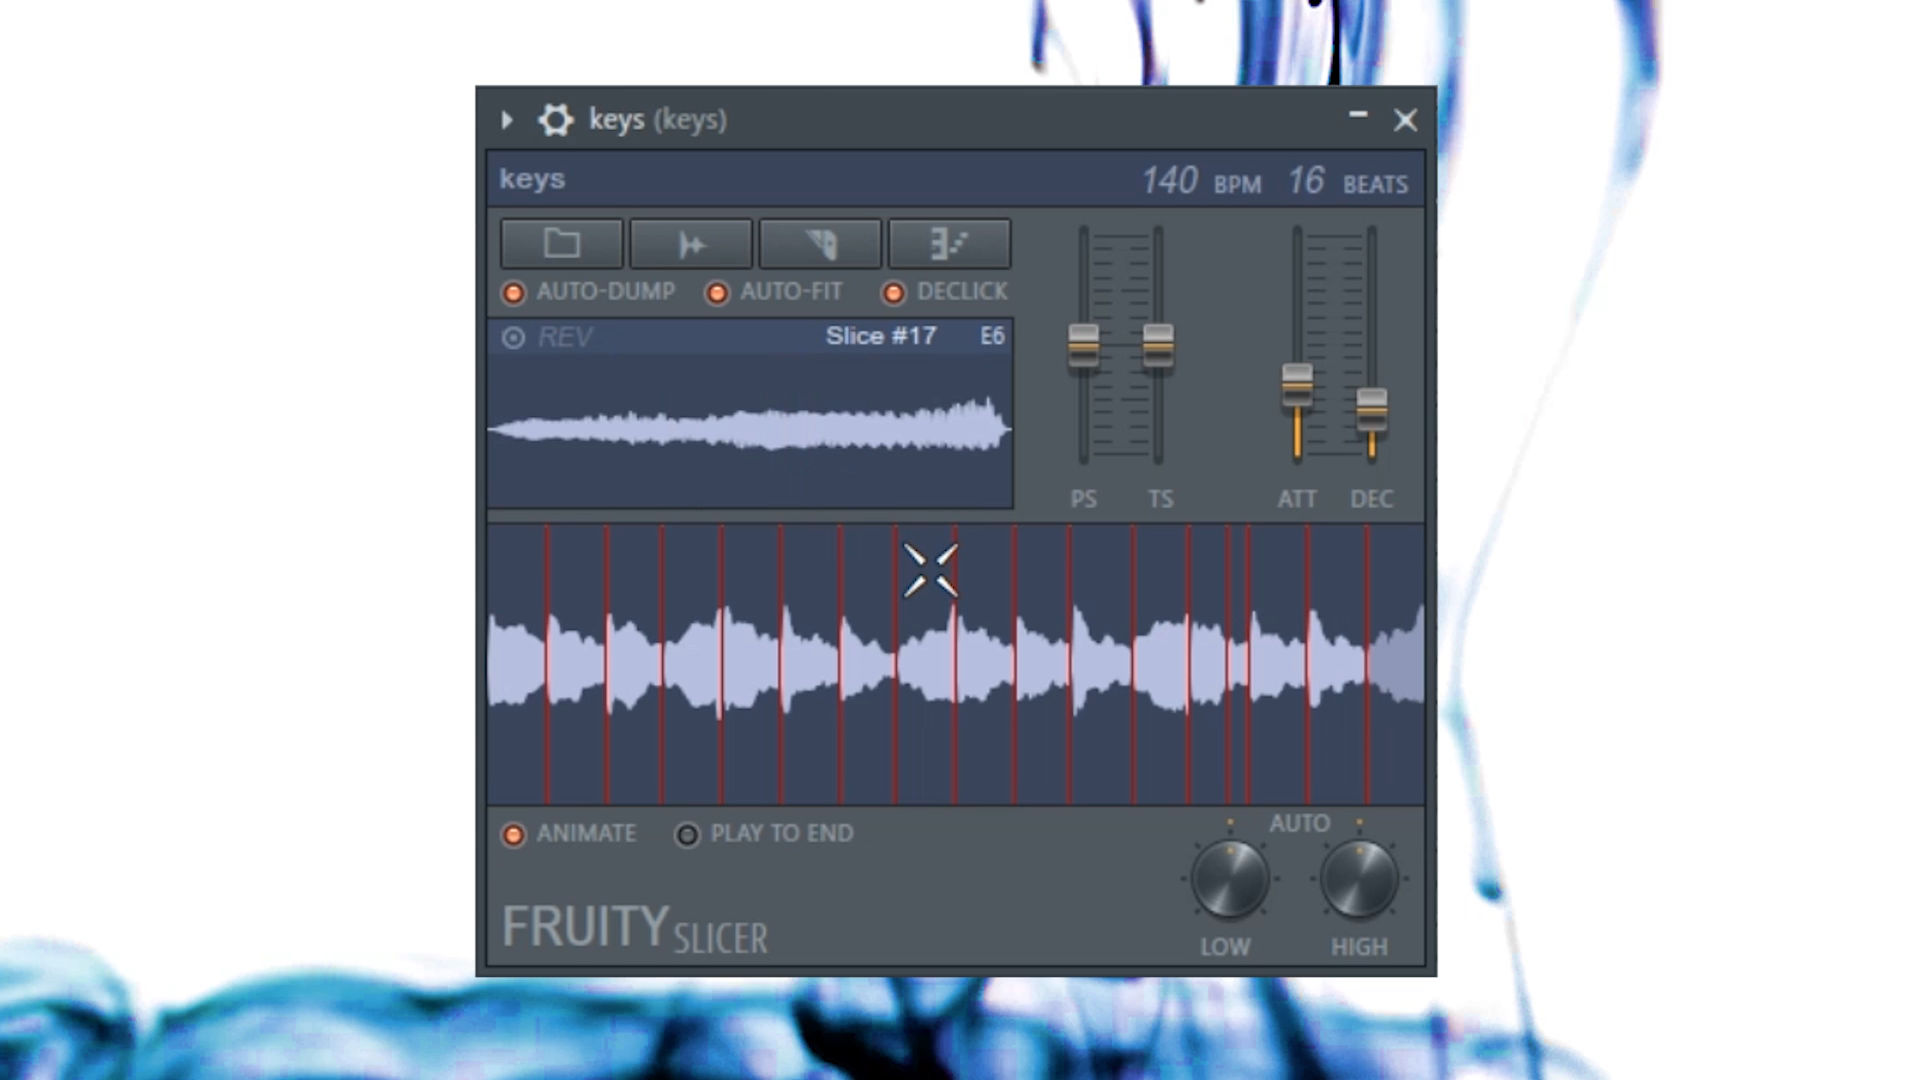 keys (keys)
keys 140 BPM 16 BEATS
AUTO-DUMP AUTO-FIT DECLICK
REV Slice #17 E6
PS TS ATT DEC
ANIMATE PLAY TO END AUTO
FRUITY SLICER LOW HIGH